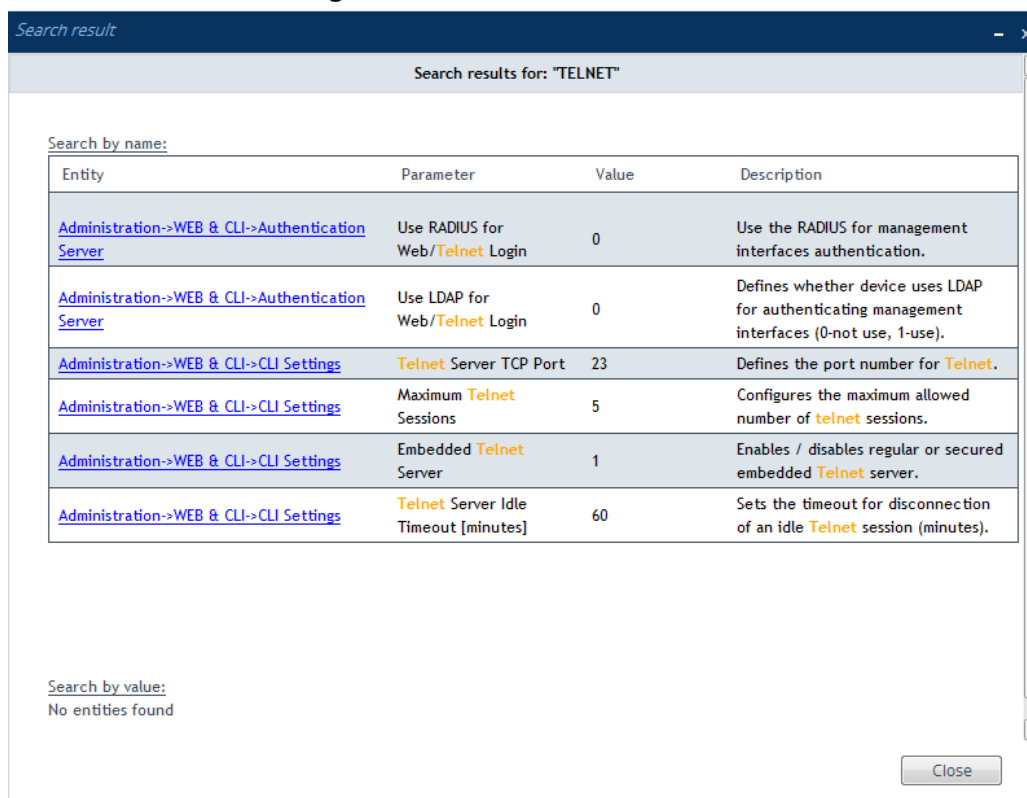 Search result
Search results for: "TELNET"
Search by name:
Entity Parameter Value Description
Administration->WEB & CLI->Authentication
Server
Use RADIUS for
Web/Telnet Login
0
Use the RADIUS for management
interfaces authentication.
Administration->WEB & CLI->Authentication
Server
Use LDAP for
Web/Telnet Login
0
Defines whether device uses LDAP
for authenticating management
interfaces (0-not use, 1-use).
Administration->WEB & CLI->CLI Settings
Telnet Server TCP Port
23
Defines the port number for Telnet.
Administration->WEB & CLI->CLI Settings
Maximum Telnet
Sessions
5
Configures the maximum allowed
number of telnet sessions.
Administration->WEB & CLI->CLI Settings
Embedded Telnet
Server
1
Enables / disables regular or secured
embedded Telnet server.
Administration->WEB & CLI->CLI Settings
Telnet Server Idle
Timeout [minutes]
60
Sets the timeout for disconnection
of an idle Telnet session (minutes).
Search by value:
No entities found
Close